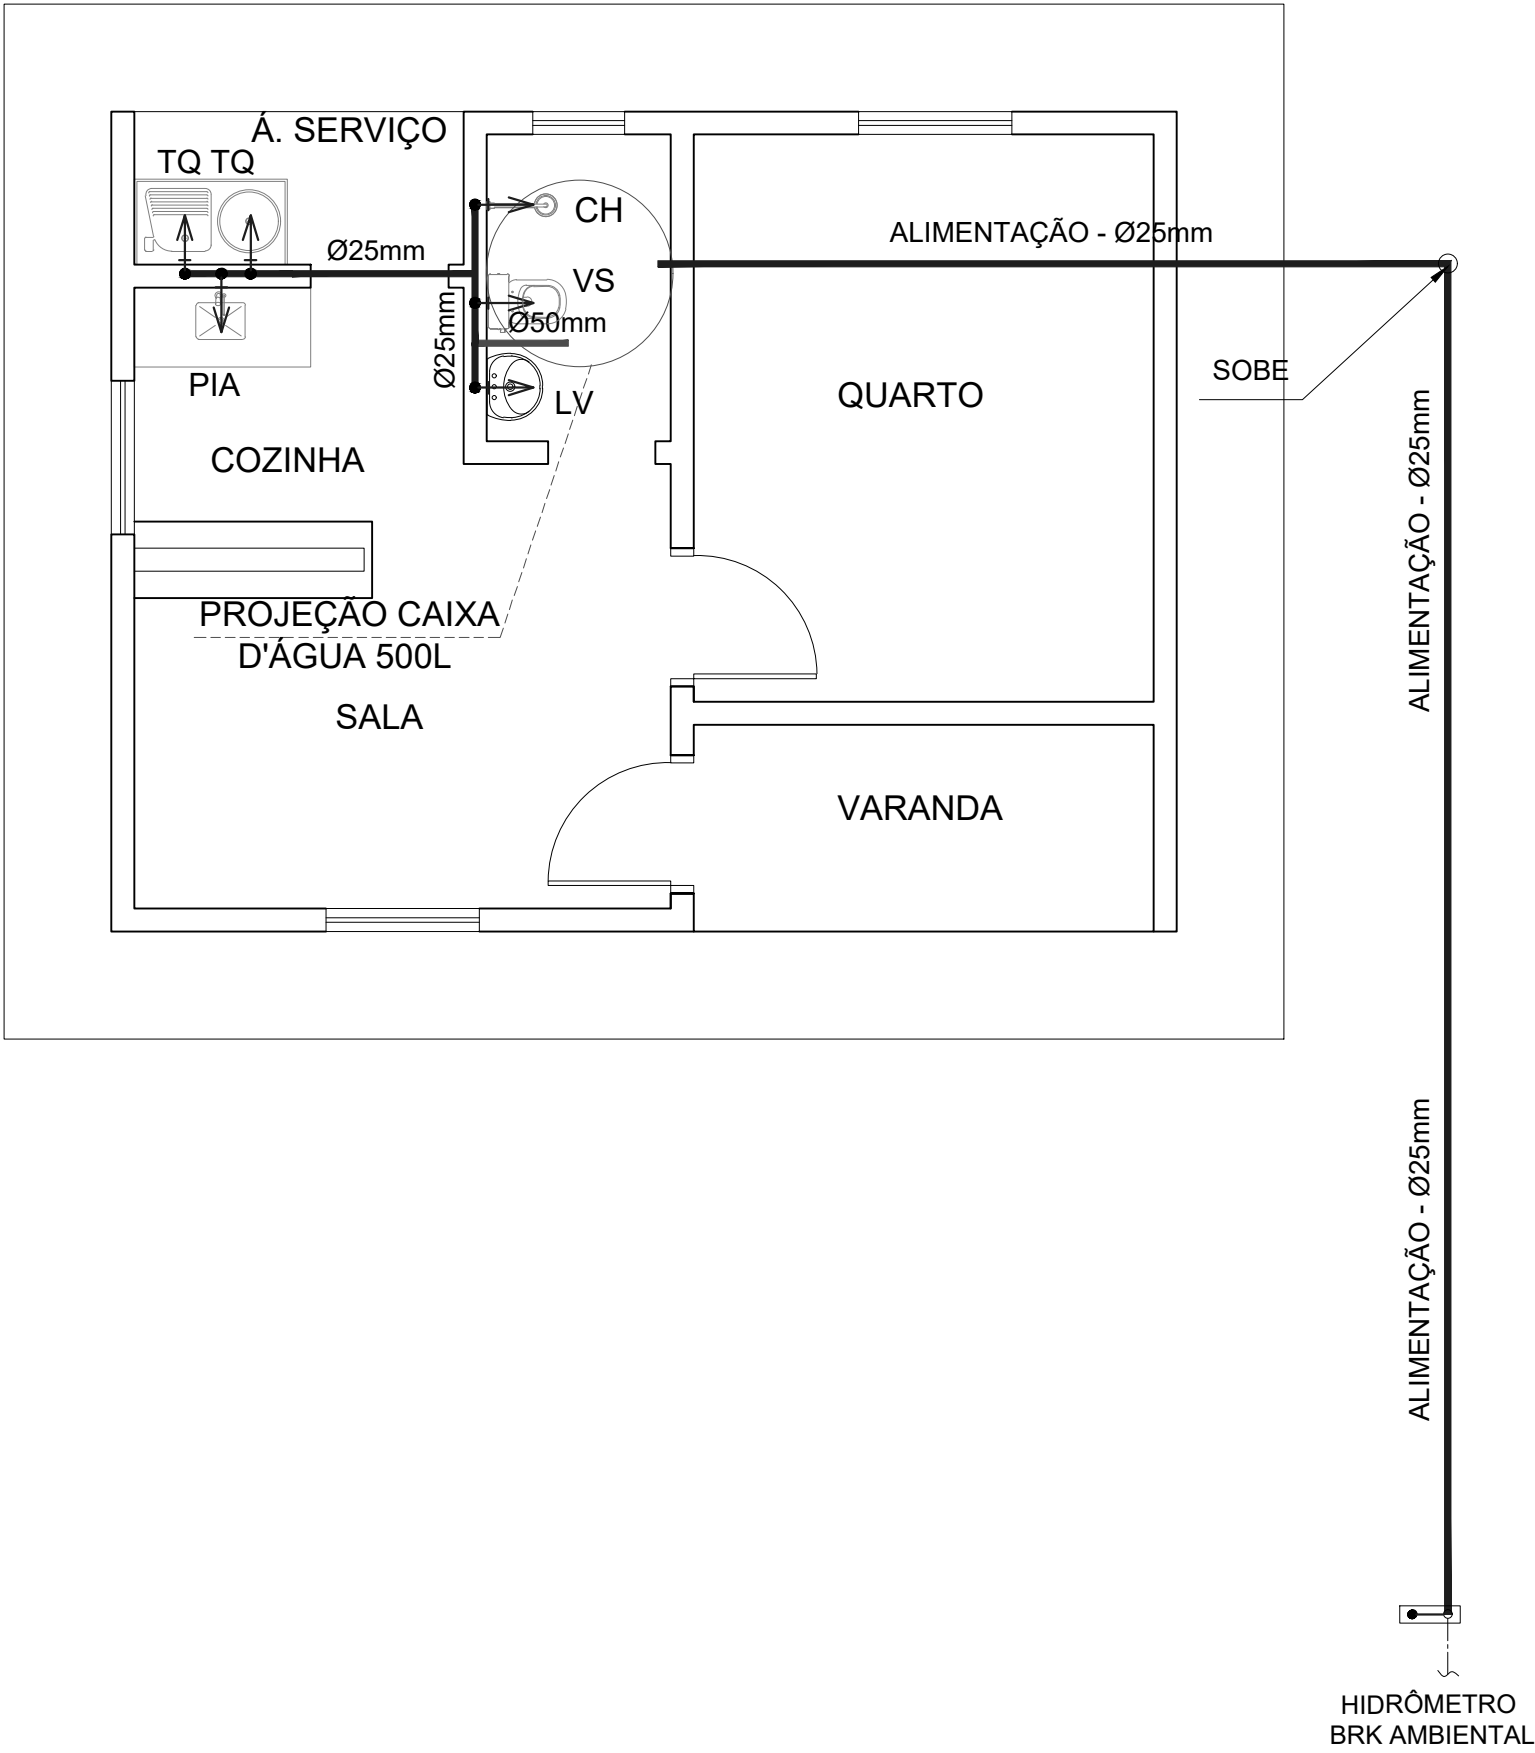 Á. SERVIÇO
TQ TQ
CH
ALIMENTAÇÃO - Ø25mm
Ø25mm
VS
Ø50mm
Ø25mm
SOBE
PIA
LV
QUARTO
COZINHA
ALIMENTAÇÃO - Ø25mm
PROJEÇÃO CAIXA
D'ÁGUA 500L
SALA
VARANDA
ALIMENTAÇÃO - Ø25mm
HIDRÔMETRO
BRK AMBIENTAL